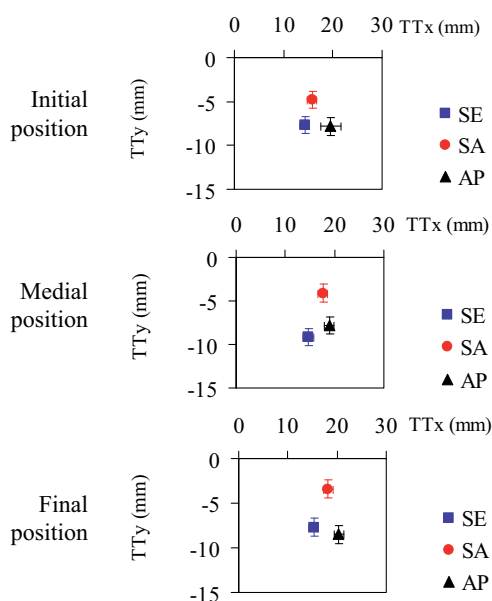 0 10 20 30 TTx (mm)
0
-5
-10
-15
TTy (mm)
Initial
position
SE
SA
AP
TTx (mm)
0 10 20 30
0
-5
-10
-15
TTy (mm)
Medial
position
SE
SA
AP
TTx (mm)
0 10 20 30
0
-5
-10
-15
TTy (mm)
Final
position
SE
SA
AP